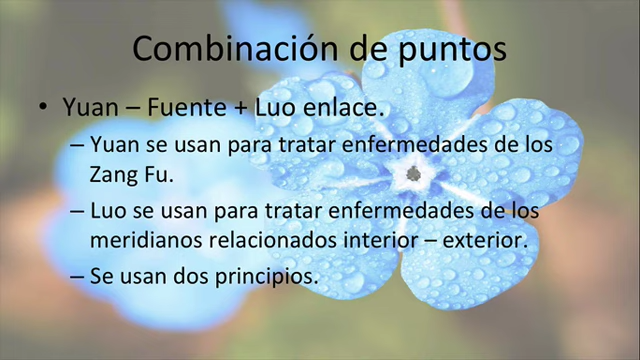 Combinación de puntos
• Yuan – Fuente + Luo enlace.
– Yuan se usan para tratar enfermedades de los
Zang Fu.
– Luo se usan para tratar enfermedades de los
meridianos relacionados interior – exterior.
– Se usan dos principios.